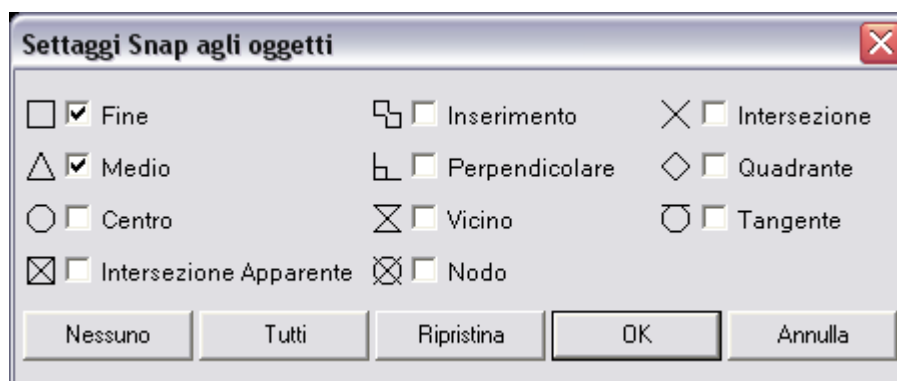 Settaggi Snap agli oggetti
Fine
Inserimento
Intersezione
Medio
Perpendicolare
Quadrante
Centro
Vicino
Tangente
Intersezione Apparente
Nodo
Nessuno
Tutti
Ripristina
OK
Annulla